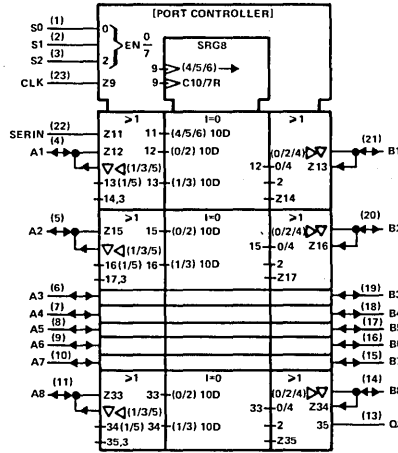 [PORT CONTROLLER]
S0 (1) 0
S1 (2) EN 0/7
S2 (3) 2
CLK (23) Z9
SRG8
9 (4/5/6)
9 C10/7R
≥1 I=0 ≥1
SERIN (22) Z11 11 (4/5/6) 10D
A1 (4) Z12 12 (0/2) 10D (0/2/4) Z13 (21) B1
(1/3/5) 12 0/4
13(1/5) 13 (1/3) 10D 2
14,3 Z14
≥1 I=0 ≥1
A2 (5) Z15 15 (0/2) 10D (0/2/4) Z16 (20) B2
(1/3/5) 15 0/4
16(1/5) 16 (1/3) 10D 2
17,3 Z17
A3 (6) (19) B3
A4 (7) (18) B4
A5 (8) (17) B5
A6 (9) (16) B6
A7 (10) (15) B7
≥1 I=0 ≥1
A8 (11) Z33 33 (0/2) 10D (0/2/4) Z34 (14) B8
(1/3/5) 33 0/4
34(1/5) 34 (1/3) 10D 2 35 (13) Q
35,3 Z35